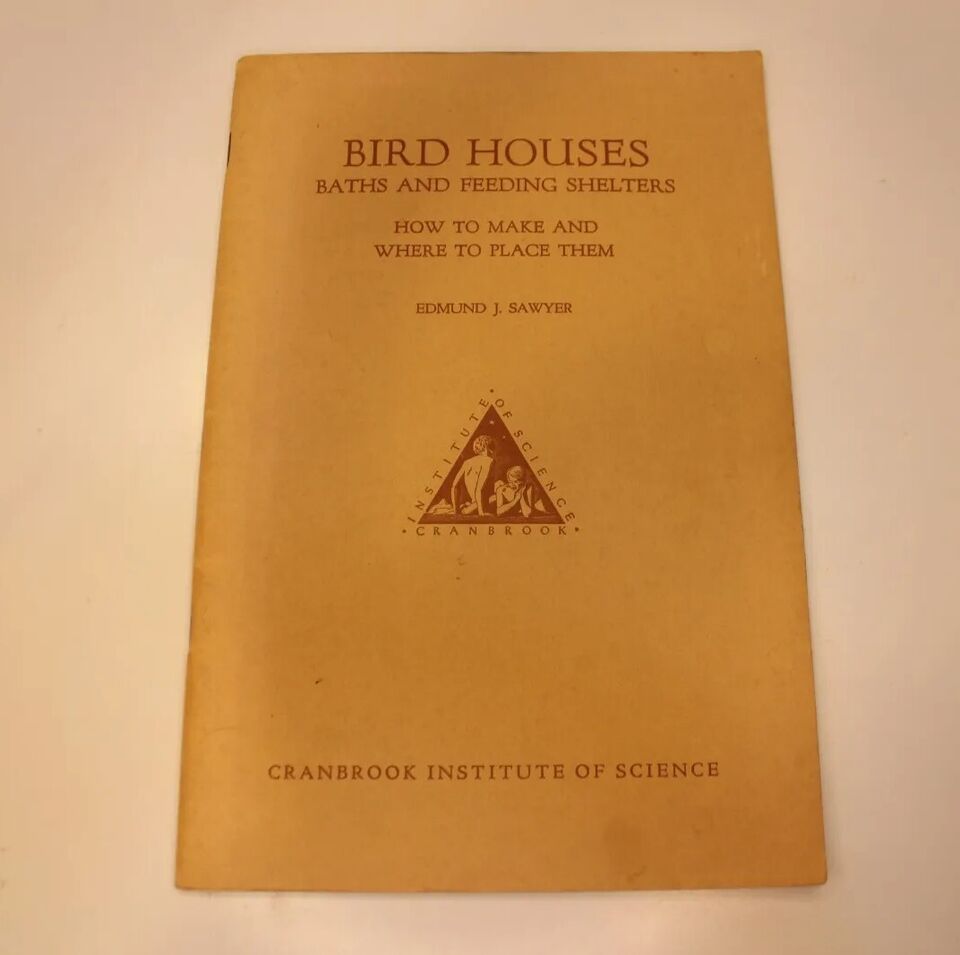 BIRD HOUSES
BATHS AND FEEDING SHELTERS
HOW TO MAKE AND
WHERE TO PLACE THEM
EDMUND J. SAWYER
INSTITUTE OF SCIENCE
• CRANBROOK •
CRANBROOK INSTITUTE OF SCIENCE